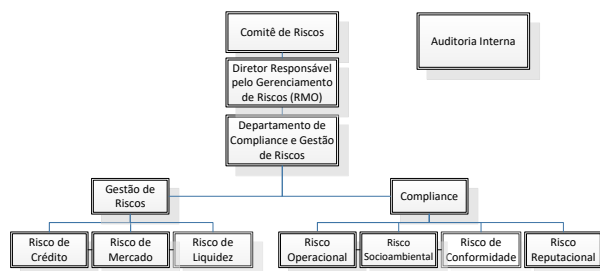 Comitê de Riscos
Auditoria Interna
Diretor Responsável
pelo Gerenciamento
de Riscos (RMO)
Departamento de
Compliance e Gestão
de Riscos
Gestão de
Riscos
Compliance
Risco de
Crédito
Risco de
Mercado
Risco de
Liquidez
Risco
Operacional
Risco
Socioambiental
Risco de
Conformidade
Risco
Reputacional